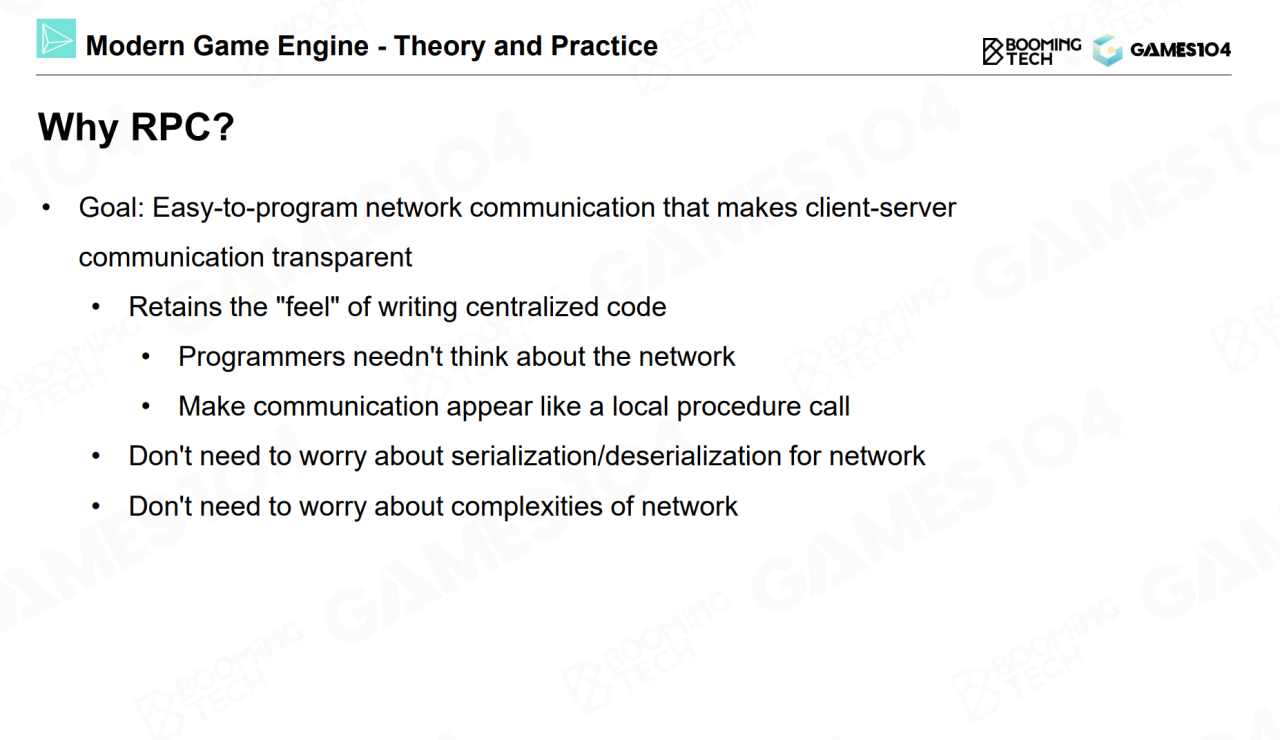 Modern Game Engine - Theory and Practice
BOOMING
TECH
GAMES104
Why RPC?
• Goal: Easy-to-program network communication that makes client-server
communication transparent
• Retains the "feel" of writing centralized code
• Programmers needn't think about the network
• Make communication appear like a local procedure call
• Don't need to worry about serialization/deserialization for network
• Don't need to worry about complexities of network